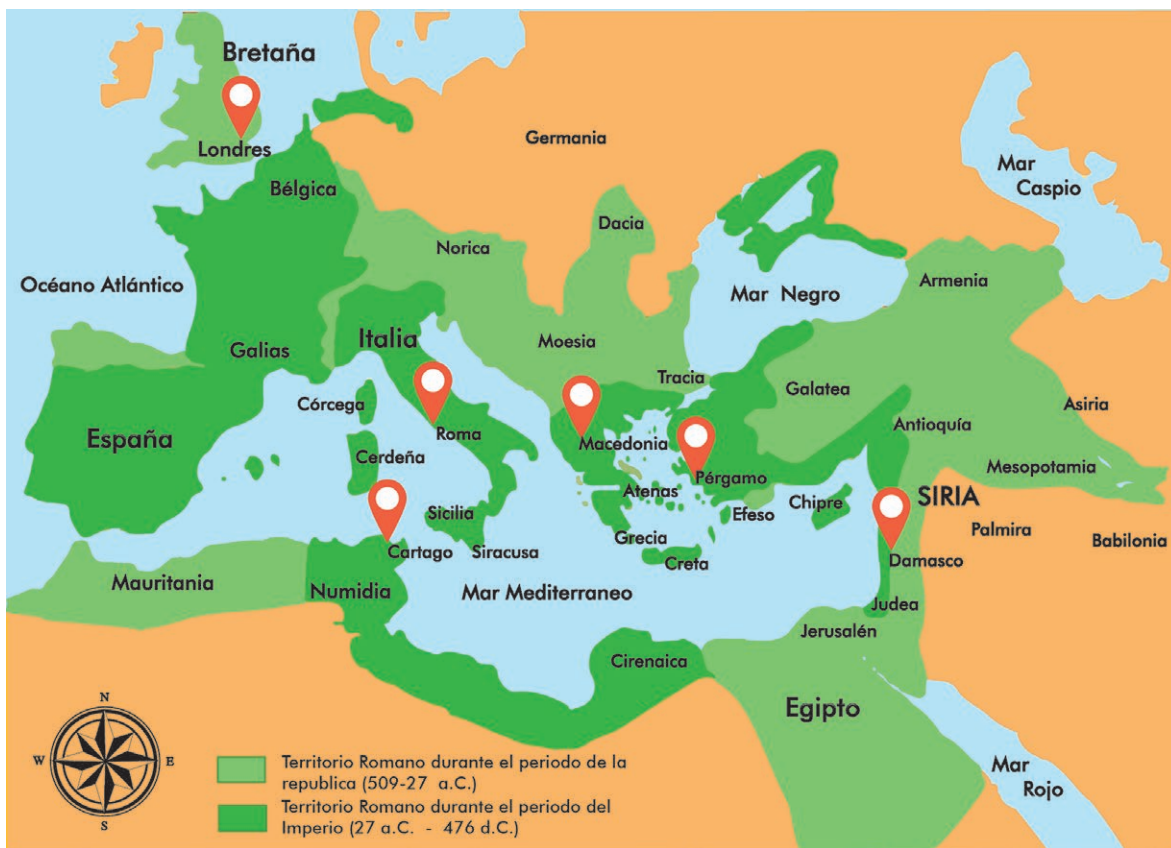 Bretaña
Londres
Germania
Mar
Caspio
Bélgica
Dacia
Norica
Océano Atlántico
Mar Negro
Armenia
Italia
Moesia
Galias
Tracia
Galatea
Córcega
Asiria
Antioquía
España
Roma
Macedonia
Cerdeña
Mesopotamia
Pérgamo
Atenas
Chipre
SIRIA
Sicilia
Efeso
Palmira
Grecia
Babilonia
Cartago
Siracusa
Creta
Damasco
Mauritania
Numidia
Mar Mediterraneo
Judea
Jerusalén
Cirenaica
Egipto
N
W
E
S
Territorio Romano durante el periodo de la
republica (509-27 a.C.)
Territorio Romano durante el periodo del
Imperio (27 a.C. - 476 d.C.)
Mar
Rojo